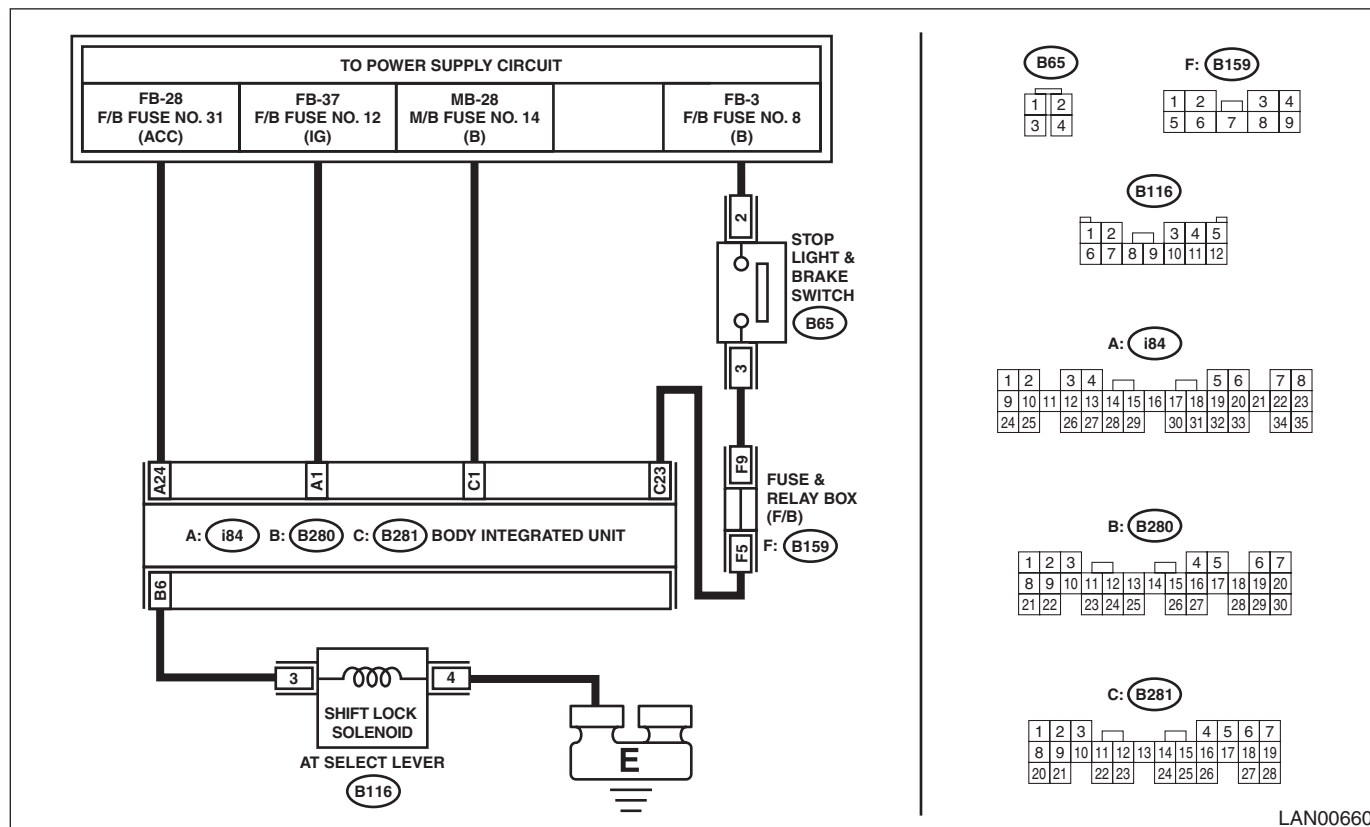 TO POWER SUPPLY CIRCUIT
FB-28
F/B FUSE NO. 31
(ACC)
FB-37
F/B FUSE NO. 12
(IG)
MB-28
M/B FUSE NO. 14
(B)
FB-3
F/B FUSE NO. 8
(B)
2
STOP
LIGHT &
BRAKE
SWITCH
B65
3
F9
FUSE &
RELAY BOX
(F/B)
F: B159
F5
A24
A1
C1
C23
A: i84 B: B280 C: B281 BODY INTEGRATED UNIT
B6
3
4
SHIFT LOCK
SOLENOID
AT SELECT LEVER
B116
E
B65
1 2
3 4
F: B159
1 2 3 4
5 6 7 8 9
B116
1 2 3 4 5
6 7 8 9 10 11 12
A: i84
1 2 3 4 5 6 7 8
9 10 11 12 13 14 15 16 17 18 19 20 21 22 23
24 25 26 27 28 29 30 31 32 33 34 35
B: B280
1 2 3 4 5 6 7
8 9 10 11 12 13 14 15 16 17 18 19 20
21 22 23 24 25 26 27 28 29 30
C: B281
1 2 3 4 5 6 7
8 9 10 11 12 13 14 15 16 17 18 19
20 21 22 23 24 25 26 27 28
LAN00660